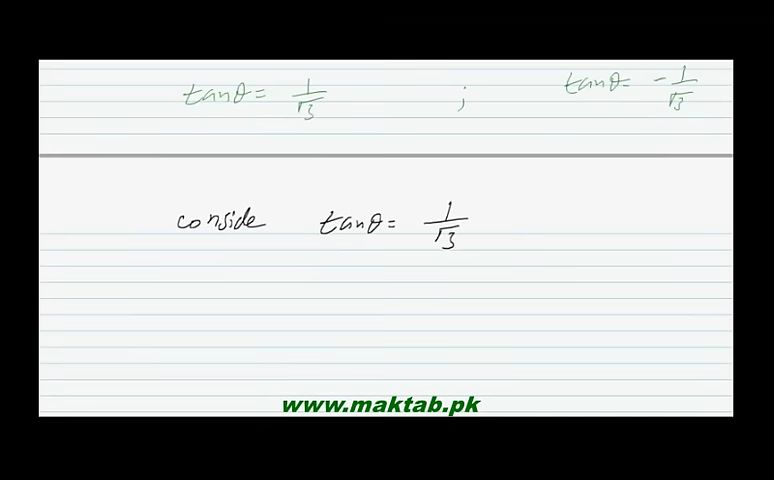 tanθ = 1/√3 ; tanθ = -1/√3
conside tanθ = 1/√3
www.maktab.pk